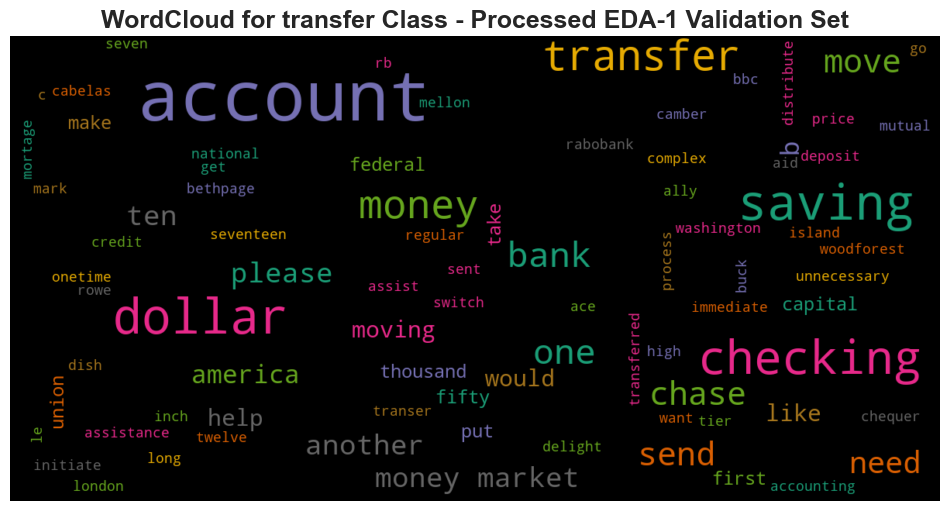 WordCloud for transfer Class - Processed EDA-1 Validation Set
seven
transfer
go
rb
account
move
bbc
distribute
c
cabelas
mellon
make
camber
price
mutual
mortage
national
get
federal
rabobank
complex
b
aid
deposit
mark
bethpage
ally
saving
ten
money
take
credit
seventeen
regular
bank
washington
island
woodforest
process
onetime
rowe
please
sent
assist
switch
ace
buck
unnecessary
immediate
capital
dollar
moving
one
transferred
high
checking
dish
america
thousand
would
chase
union
inch
help
fifty
transer
want
tier
like
chequer
le
assistance
twelve
another
put
delight
send
need
initiate
long
london
money market
first
accounting